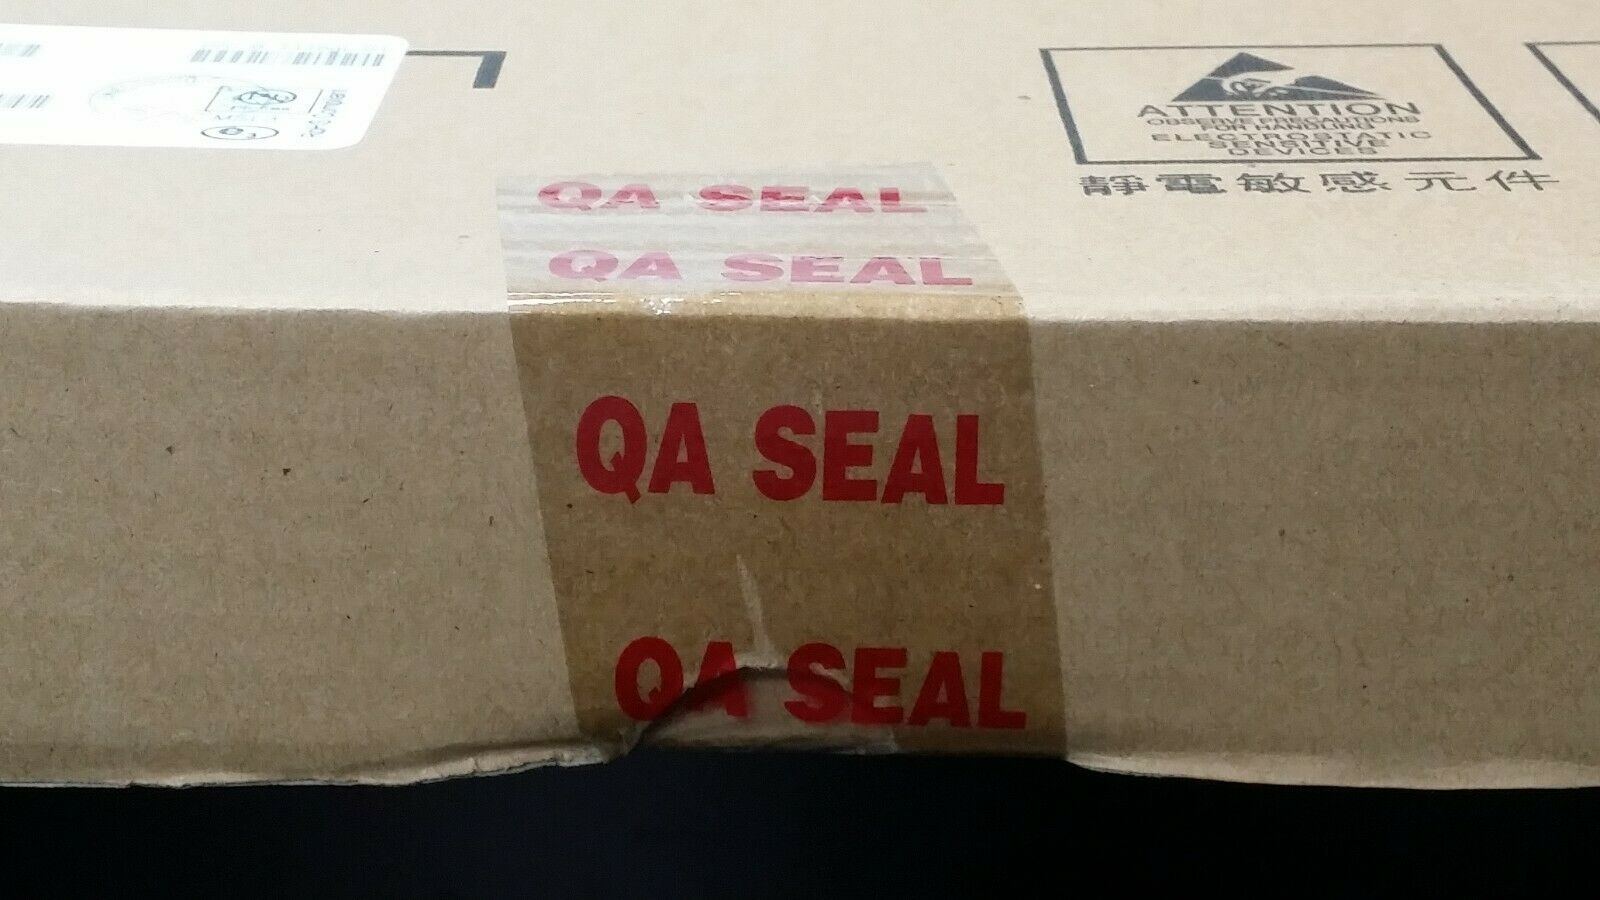 ATTENTION
OBSERVE PRECAUTIONS
FOR HANDLING
ELECTROSTATIC
SENSITIVE
DEVICES
靜電敏感元件
QA SEAL
QA SEAL
QA SEAL
QA SEAL